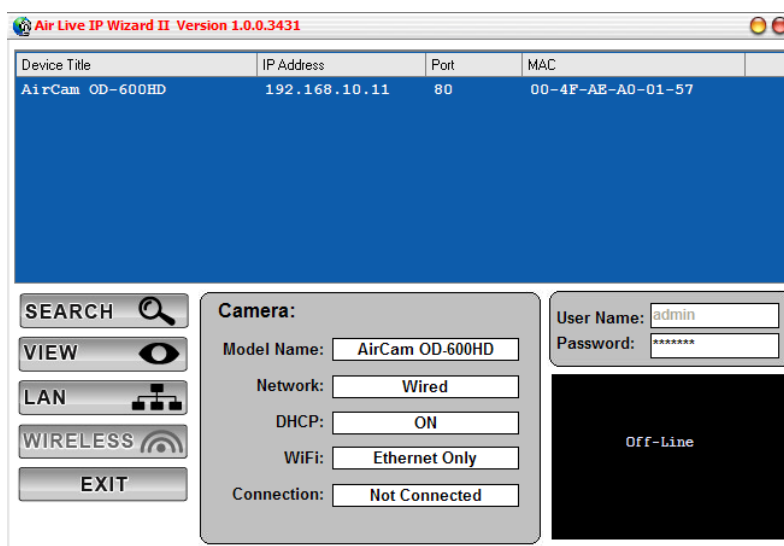 Air Live IP Wizard II Version 1.0.0.3431
Device Title IP Address Port MAC
AirCam OD-600HD 192.168.10.11 80 00-4F-AE-A0-01-57
SEARCH
VIEW
LAN
WIRELESS
EXIT
Camera:
Model Name: AirCam OD-600HD
Network: Wired
DHCP: ON
WiFi: Ethernet Only
Connection: Not Connected
User Name: admin
Password: *******
Off-Line